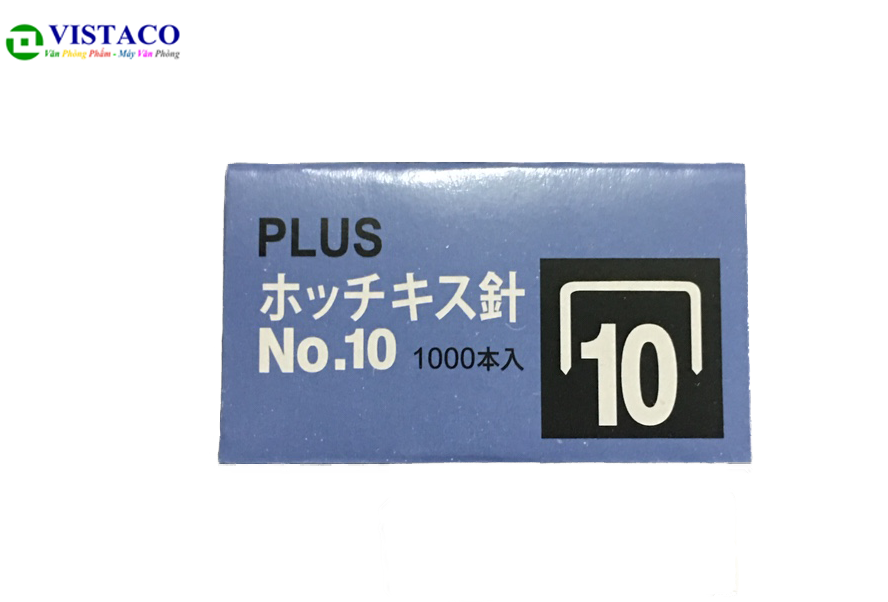 VISTACO
Văn Phòng Phẩm - Máy Văn Phòng
PLUS
ホッチキス針
No.10 1000本入
10